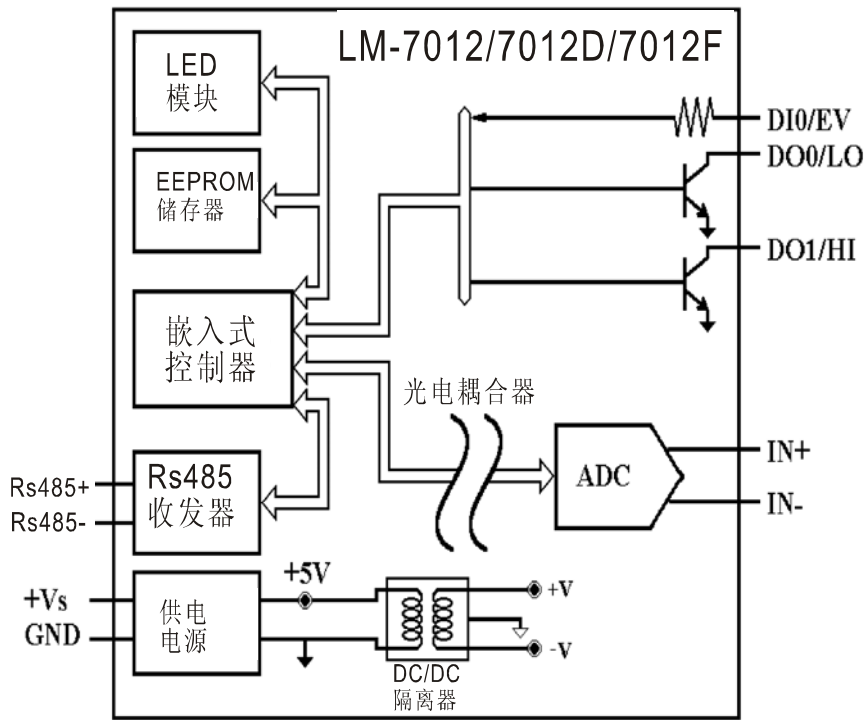 LM-7012/7012D/7012F
LED
模块
EEPROM
储存器
嵌入式
控制器
Rs485
收发器
Rs485+
Rs485-
供电
电源
+Vs
GND
+5V
DC/DC
隔离器
+V
-V
光电耦合器
ADC
DI0/EV
DO0/LO
DO1/HI
IN+
IN-